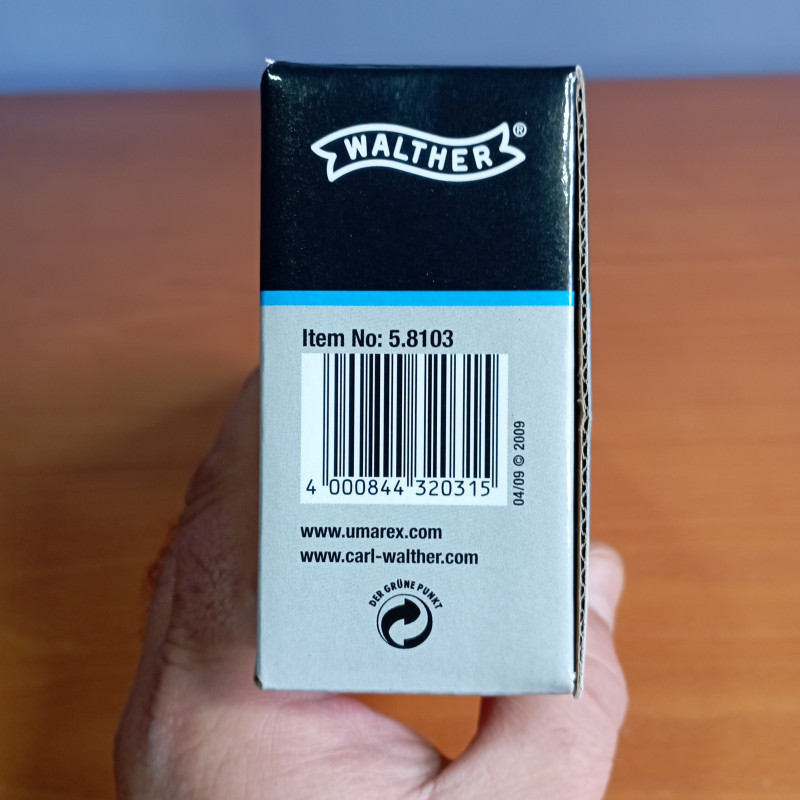 WALTHER®
Item No: 5.8103
4 000844 320315
04/09 © 2009
www.umarex.com
www.carl-walther.com
DER GRÜNE PUNKT